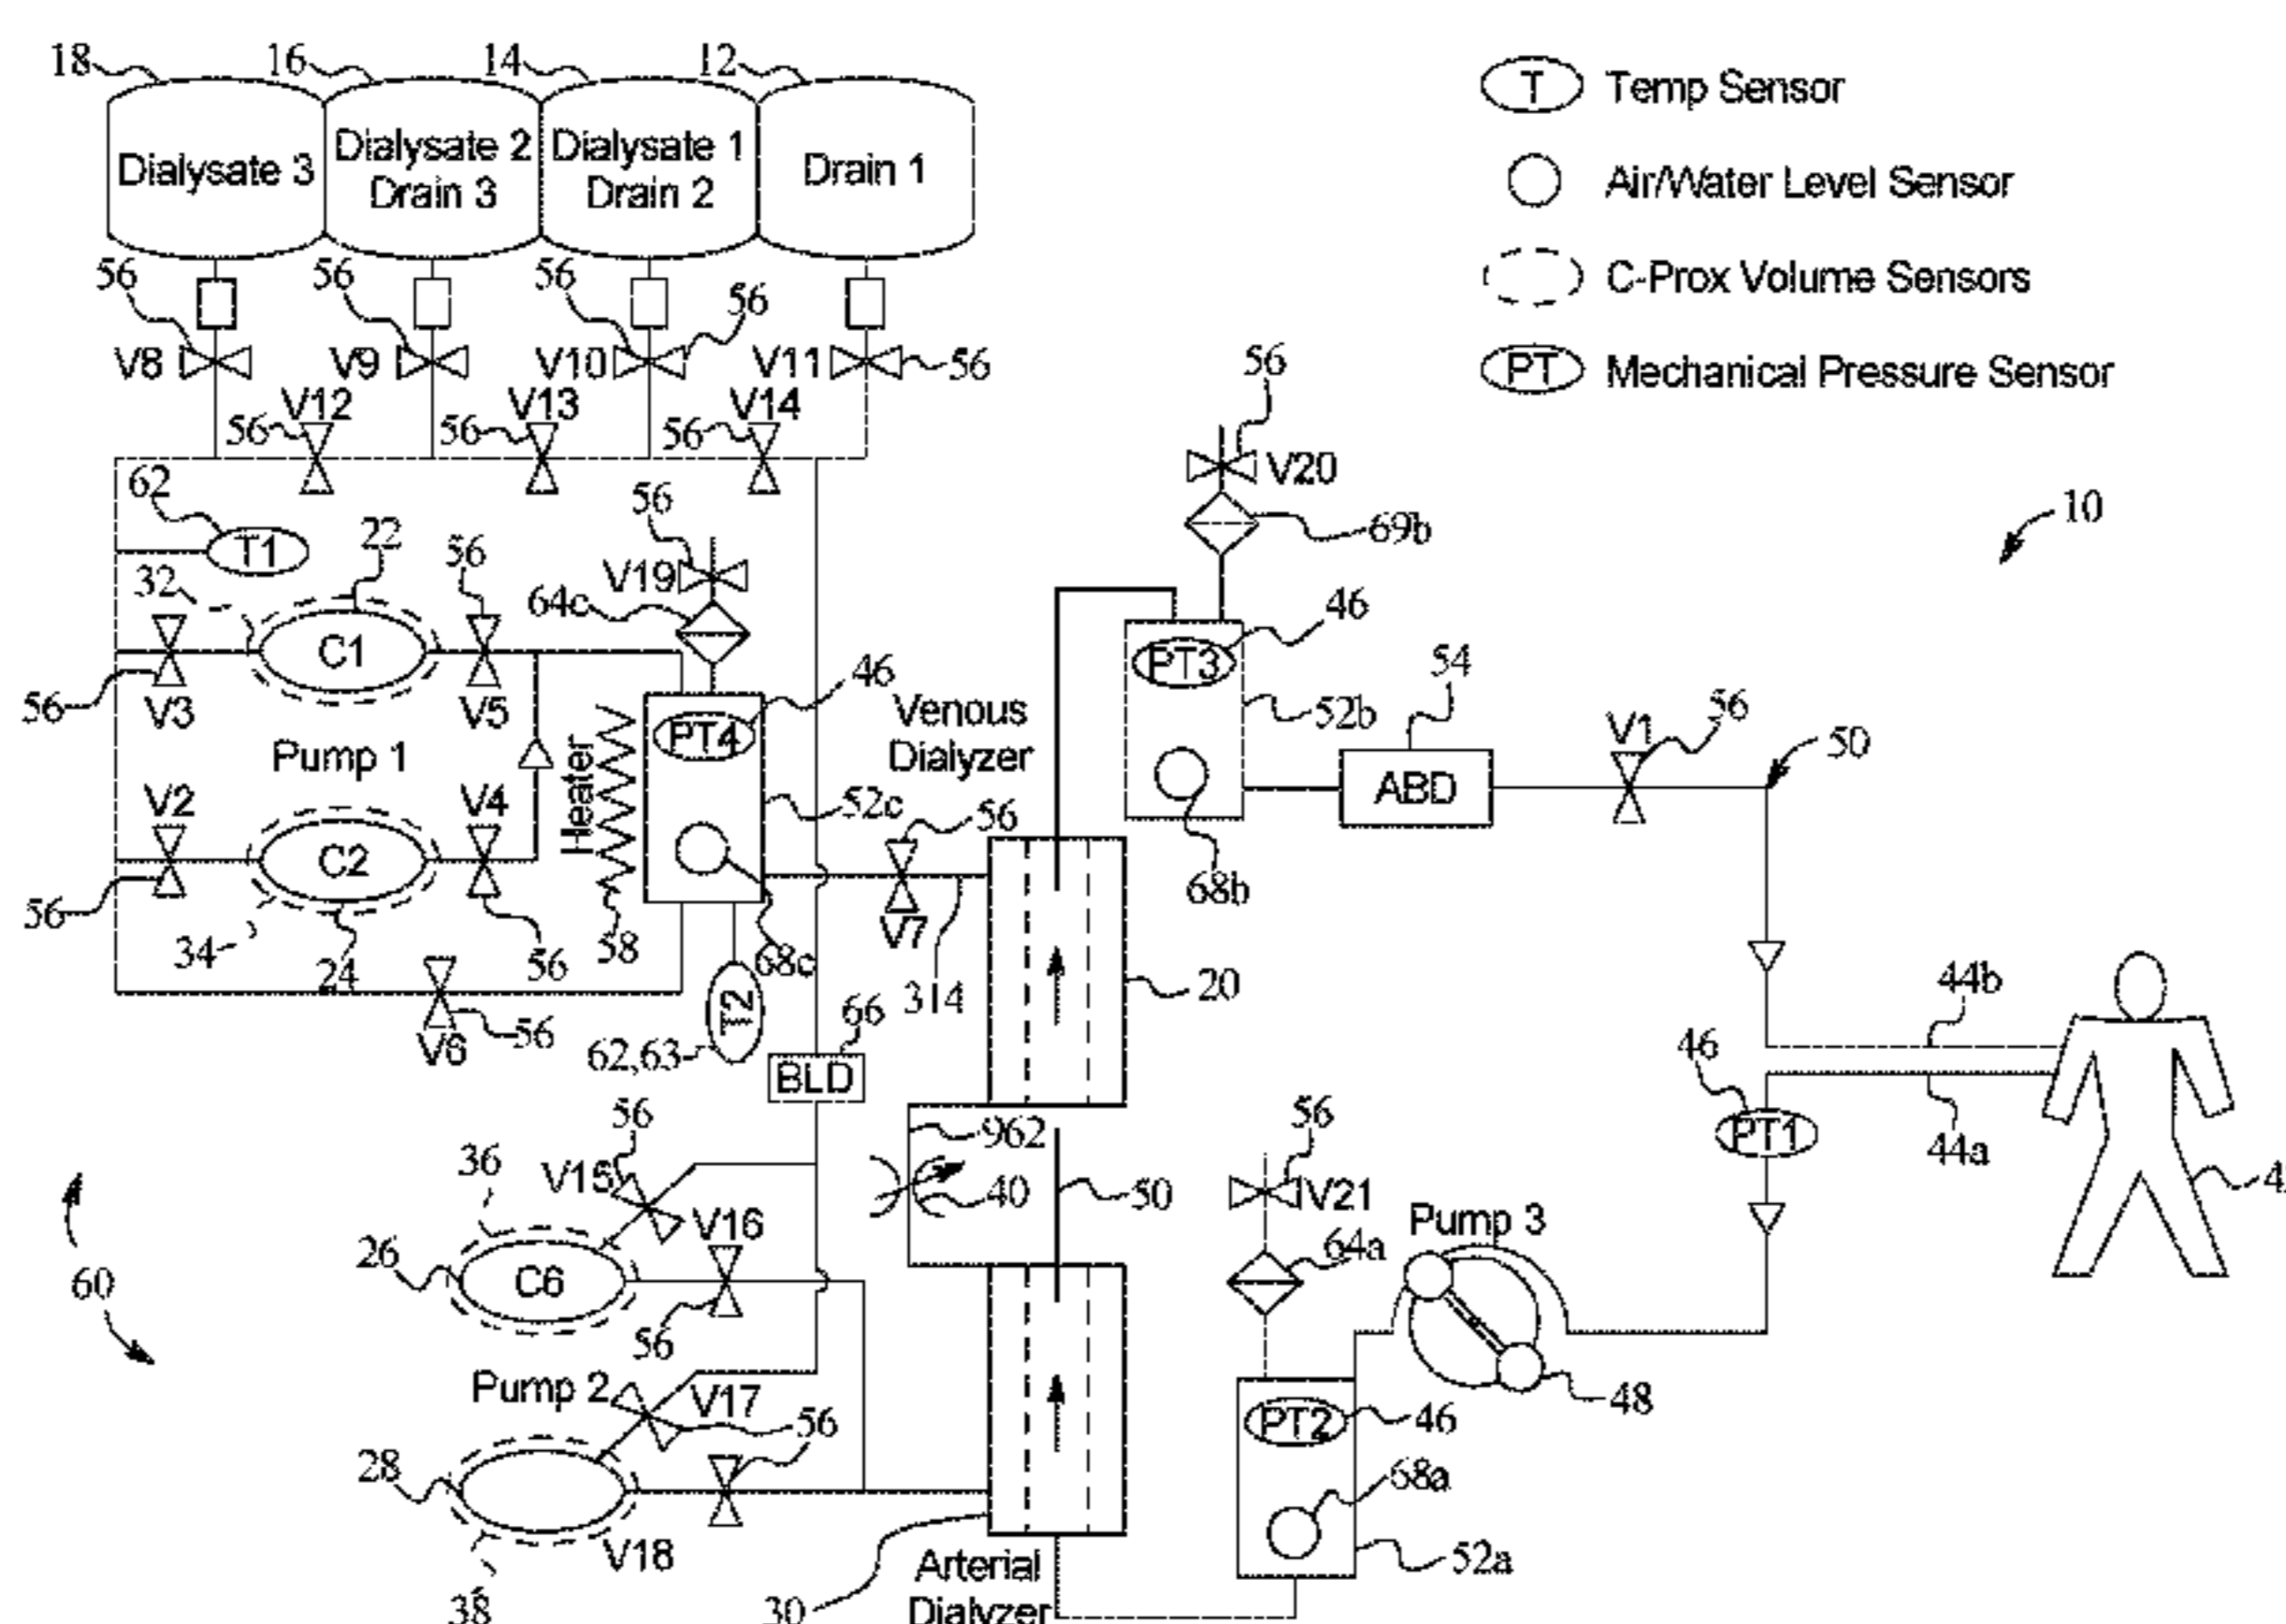 18
16
14
12
Dialysate 3
Dialysate 2
Drain 3
Dialysate 1
Drain 2
Drain 1
T
Temp Sensor
Air/Water Level Sensor
C-Prox Volume Sensors
PT
Mechanical Pressure Sensor
56
56
56
56
V8
V9
V10
V11
56
56
V12
56
V13
56
V14
56
V20
69b
10
62
T1
22
56
56
V19
64c
32
C1
56
V3
V5
46
PT4
Pump 1
Heater
V2
V4
C2
56
34
24
56
58
52c
68c
V6
56
T2
62,63
Venous
Dialyzer
56
V7
314
46
PT3
52b
68b
54
ABD
V1
56
50
20
44b
46
PT1
44a
4
66
BLD
962
40
50
56
V21
64a
Pump 3
48
60
36
56
V15
V16
26
C6
56
Pump 2
V17
56
28
V18
38
30
Arterial
Dialyzer
PT2
46
68a
52a